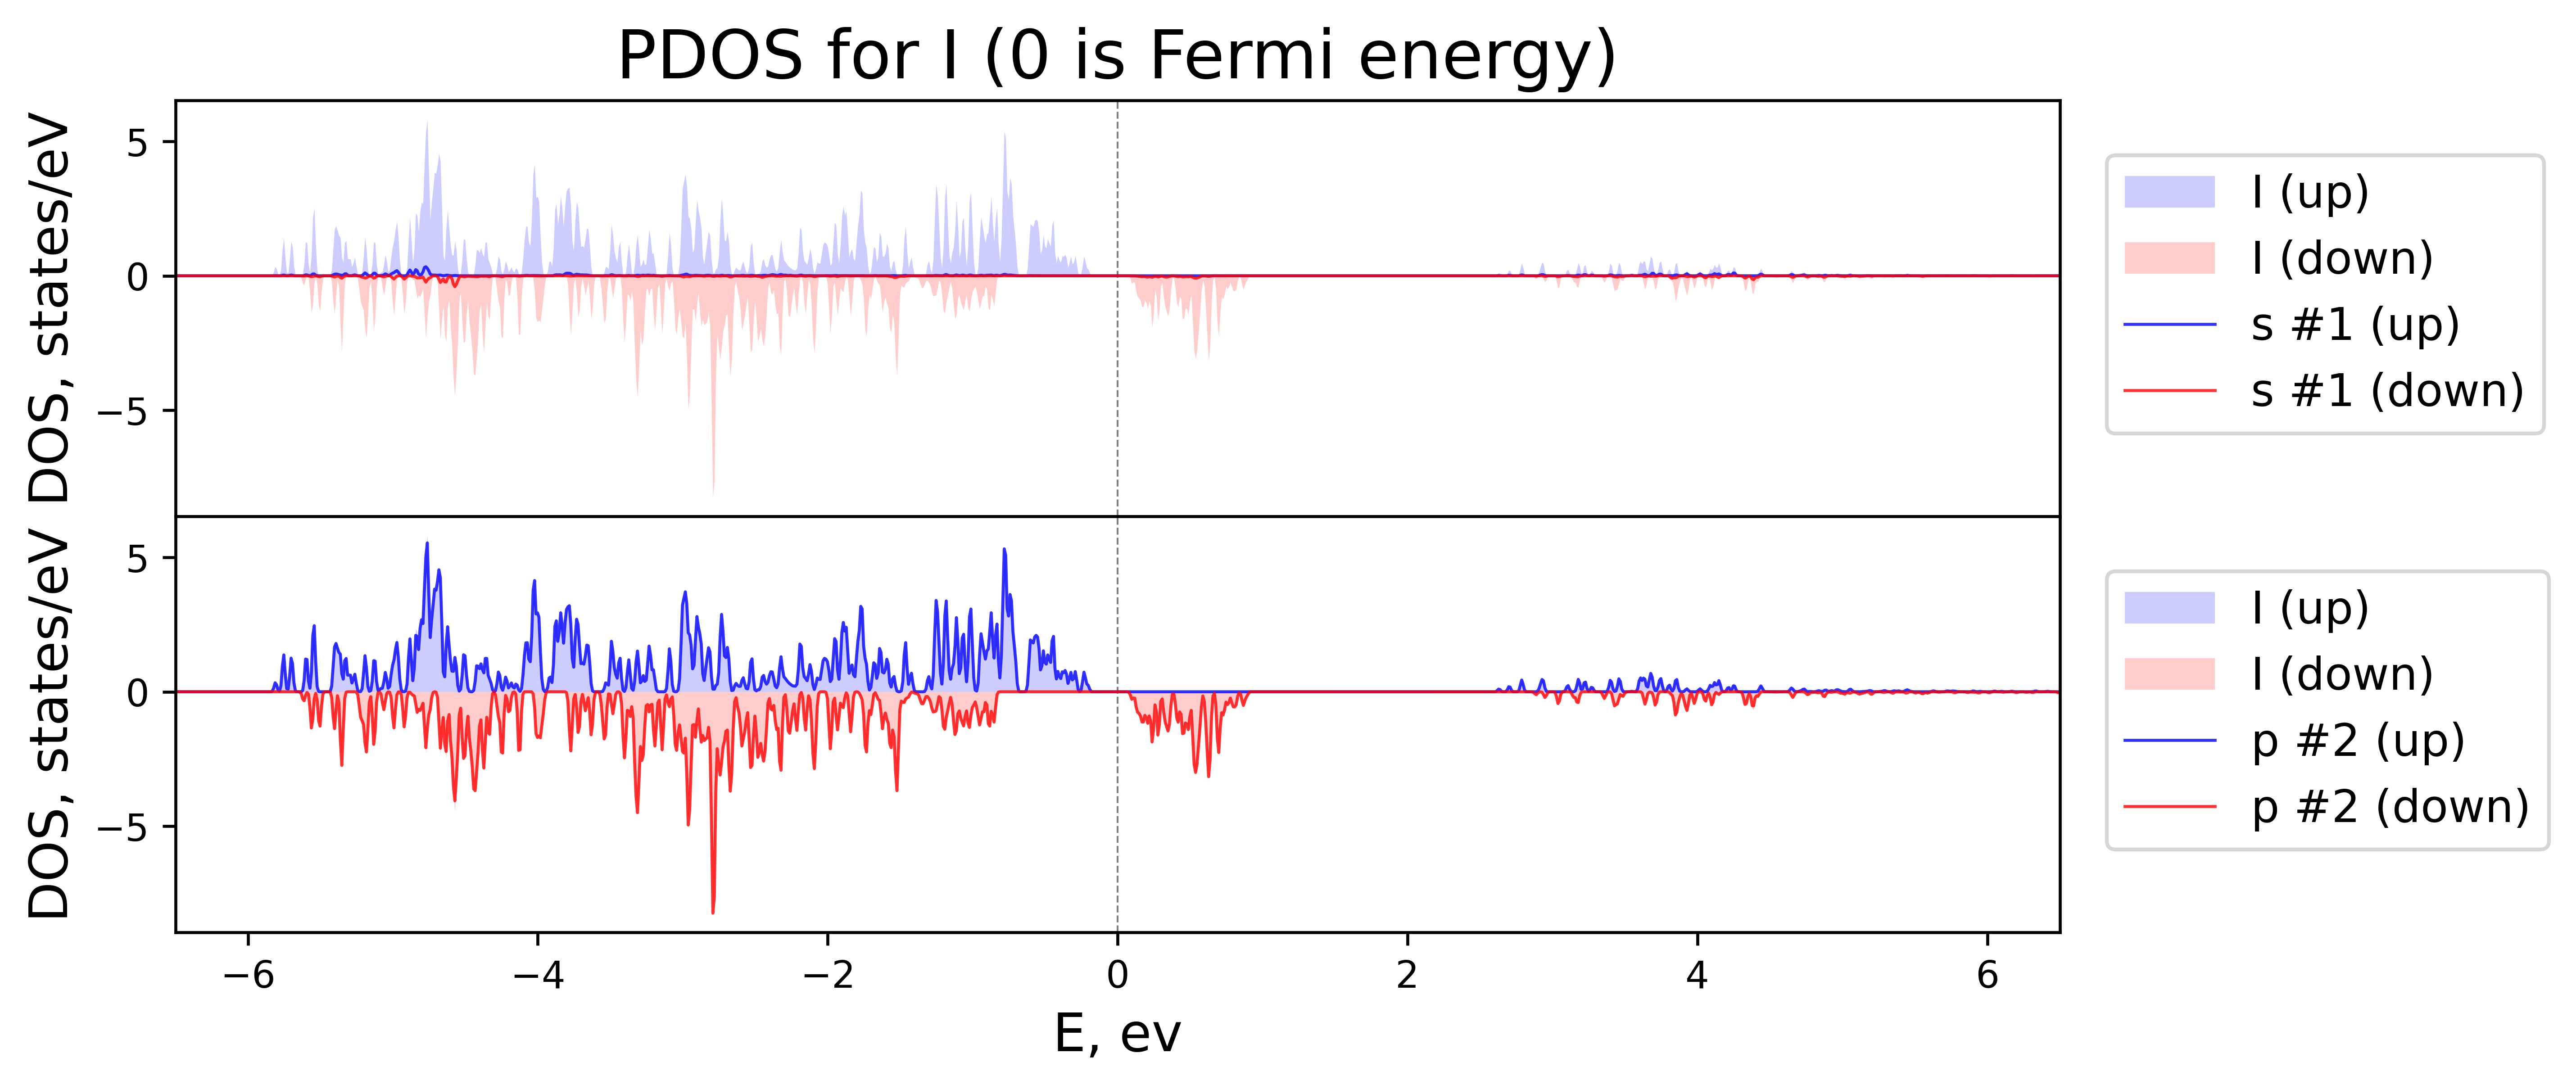 PDOS for I (0 is Fermi energy)
DOS, states/eV
5
0
−5
I (up)
I (down)
s #1 (up)
s #1 (down)
DOS, states/eV
5
0
−5
I (up)
I (down)
p #2 (up)
p #2 (down)
−6 −4 −2 0 2 4 6
E, ev